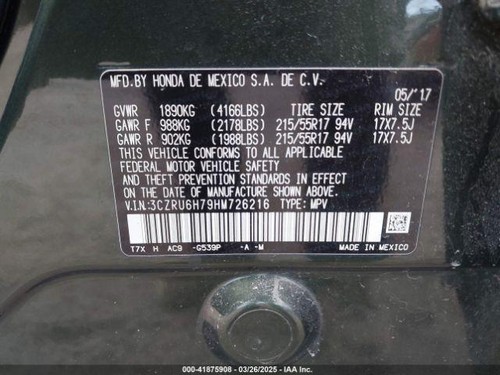 MFD.BY HONDA DE MEXICO S.A. DE C.V. 05/'17
GVWR 1890KG (4166LBS) TIRE SIZE RIM SIZE
GAWR F 988KG (2178LBS) 215/55R17 94V 17X7.5J
GAWR R 902KG (1988LBS) 215/55R17 94V 17X7.5J
THIS VEHICLE CONFORMS TO ALL APPLICABLE
FEDERAL MOTOR VEHICLE SAFETY, BUMPER, AND
THEFT PREVENTION STANDARDS IN EFFECT ON THE
DATE OF MANUFACTURE SHOWN ABOVE.
V.I.N:3CZRU6H79HM726216 TYPE: MPV
T7X H AC9 -G539P -A -M MADE IN MEXICO
00-41875908 - 03/26/2025 - IAA Inc.